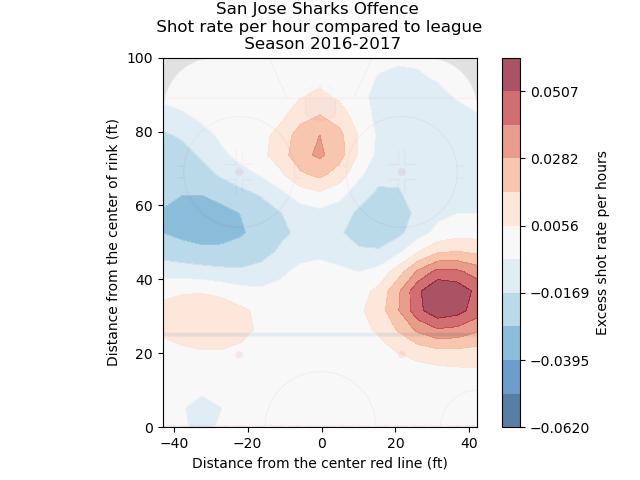 San Jose Sharks Offence
Shot rate per hour compared to league
Season 2016-2017
100
80
60
40
20
0
Distance from the center of rink (ft)
−40
−20
0
20
40
Distance from the center red line (ft)
0.0507
0.0282
0.0056
−0.0169
−0.0395
−0.0620
Excess shot rate per hours